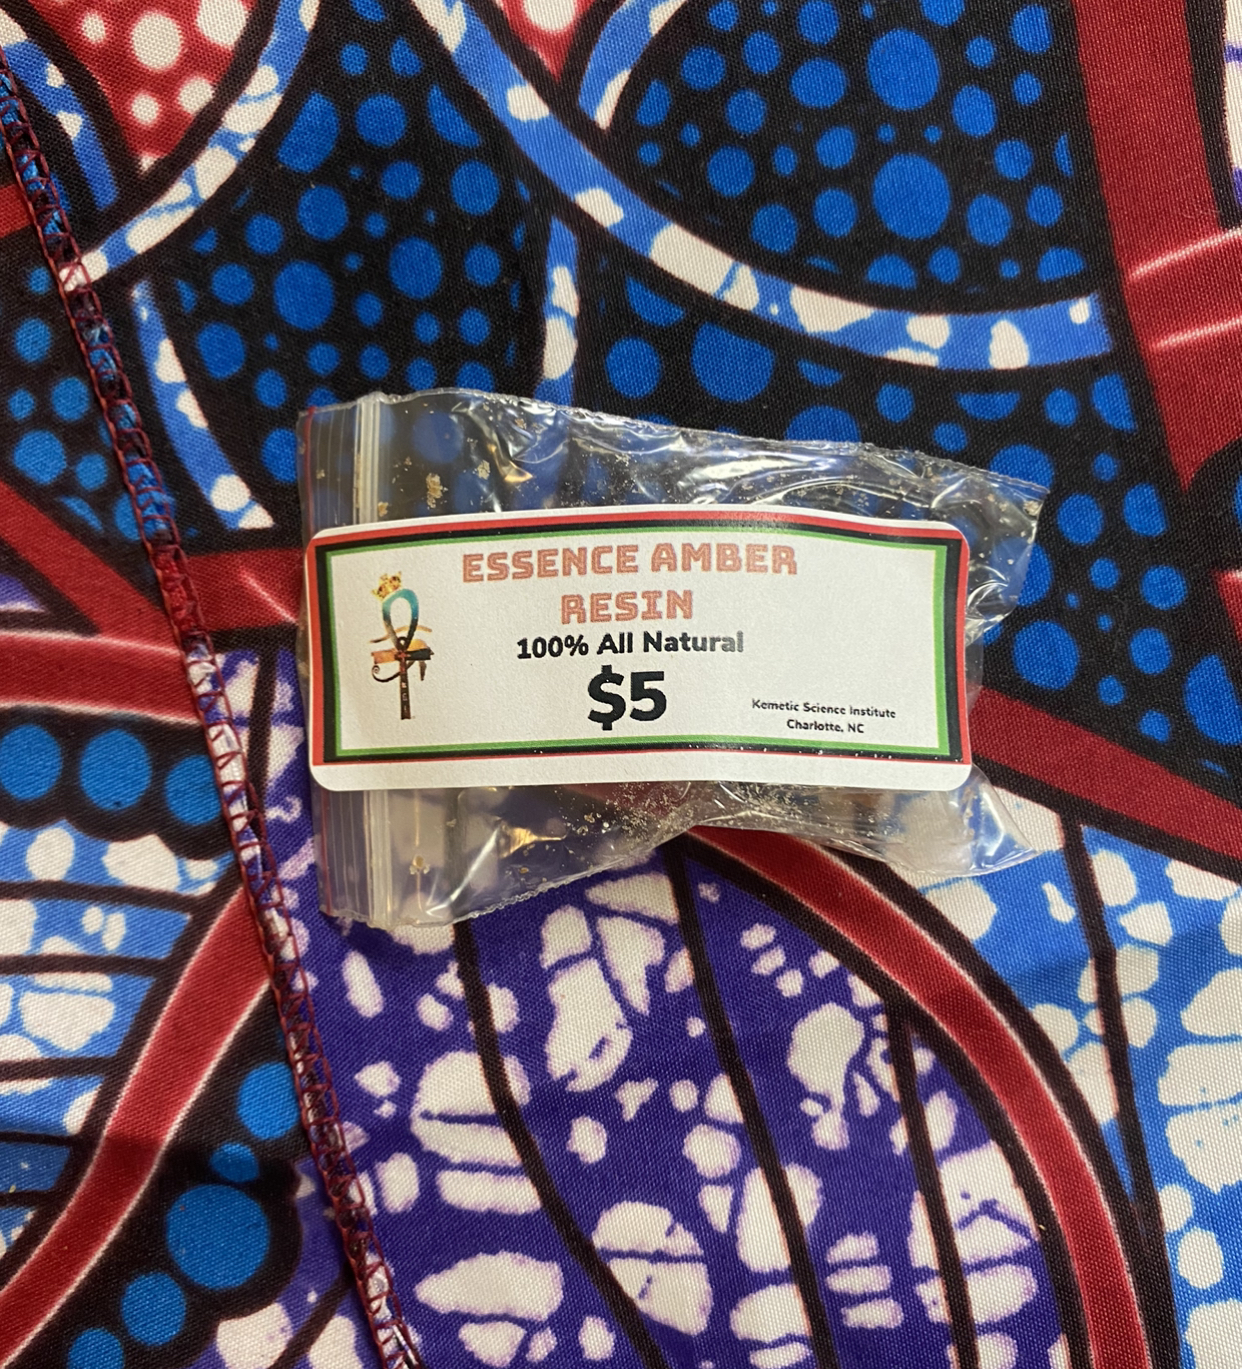 ESSENCE AMBER
RESIN
100% All Natural
$5
Kemetic Science Institute
Charlotte, NC